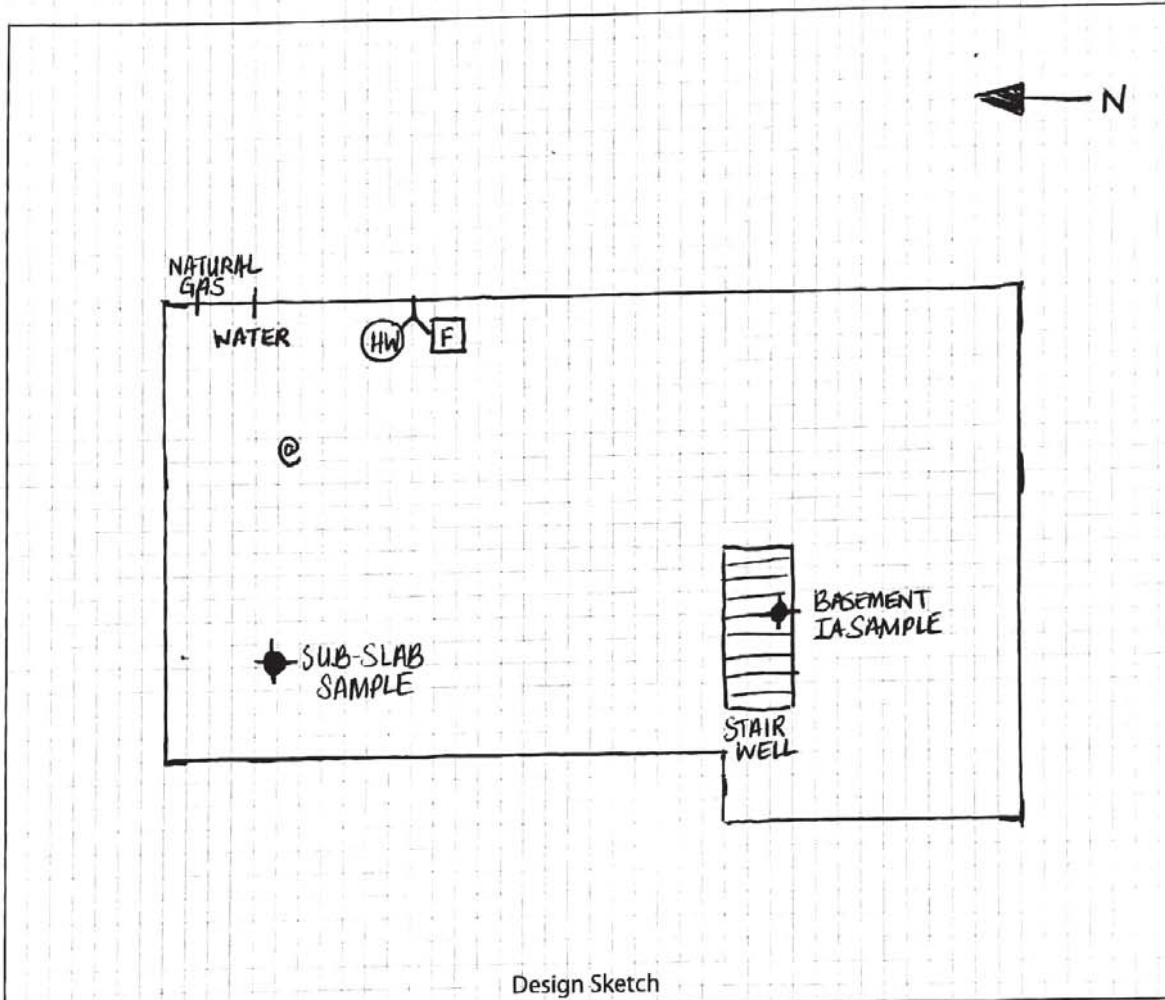 N
NATURAL
GAS
WATER
HW
F
@
SUB-SLAB
SAMPLE
BASEMENT
IA SAMPLE
STAIR
WELL
Design Sketch